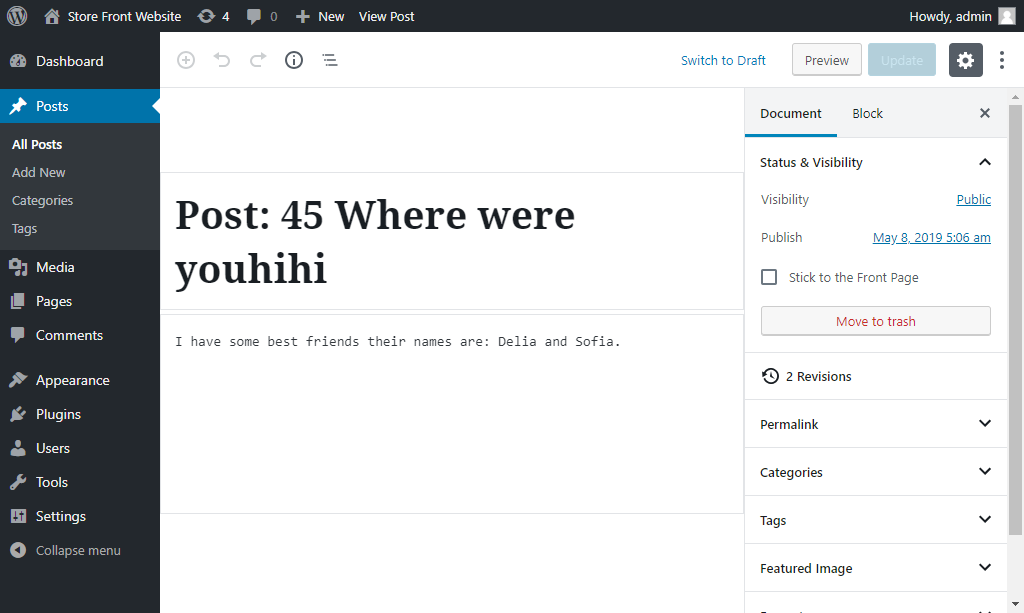 Store Front Website 4 0 New View Post Howdy, admin
Dashboard
Posts
All Posts
Add New
Categories
Tags
Media
Pages
Comments
Appearance
Plugins
Users
Tools
Settings
Collapse menu
Switch to Draft Preview Update
Post: 45 Where were
youhihi
I have some best friends their names are: Delia and Sofia.
Document Block
Status & Visibility
Visibility Public
Publish May 8, 2019 5:06 am
Stick to the Front Page
Move to trash
2 Revisions
Permalink
Categories
Tags
Featured Image